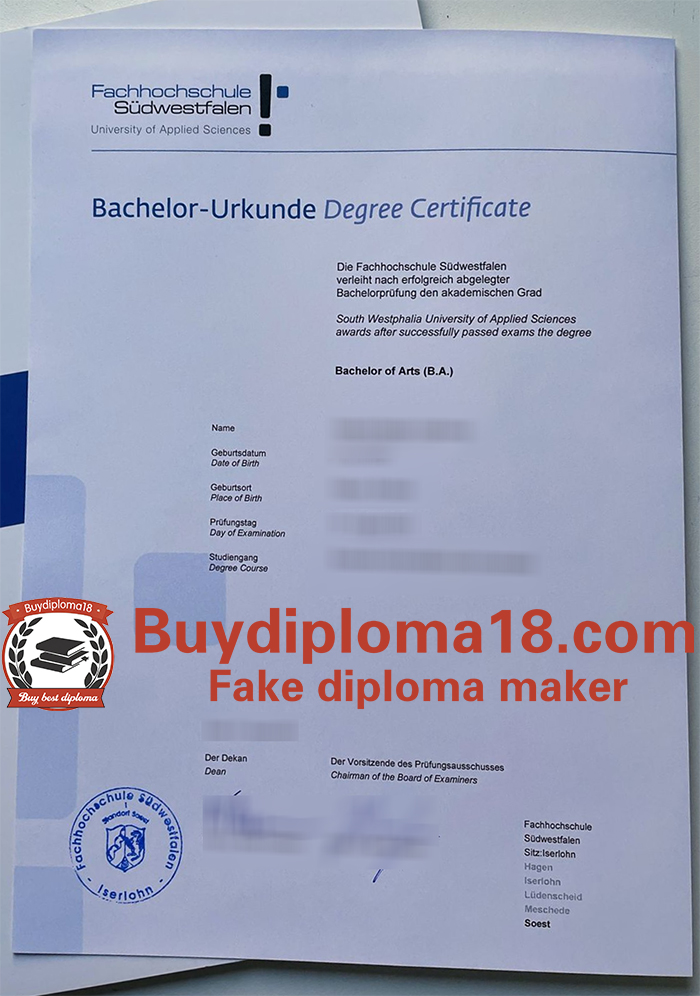 Fachhochschule
Südwestfalen
University of Applied Sciences
Bachelor-Urkunde Degree Certificate
Die Fachhochschule Südwestfalen
verleiht nach erfolgreich abgelegter
Bachelorprüfung den akademischen Grad
South Westphalia University of Applied Sciences
awards after successfully passed exams the degree
Bachelor of Arts (B.A.)
Name
Geburtsdatum
Date of Birth
Geburtsort
Place of Birth
Prüfungstag
Day of Examination
Studiengang
Degree Course
Buydiploma18
Buy best diploma
Buydiploma18.com
Fake diploma maker
Der Dekan
Dean
Der Vorsitzende des Prüfungsausschusses
Chairman of the Board of Examiners
Fachhochschule Südwestfalen
Standort Soest
- Iserlohn -
Fachhochschule
Südwestfalen
Sitz:Iserlohn
Hagen
Iserlohn
Lüdenscheid
Meschede
Soest